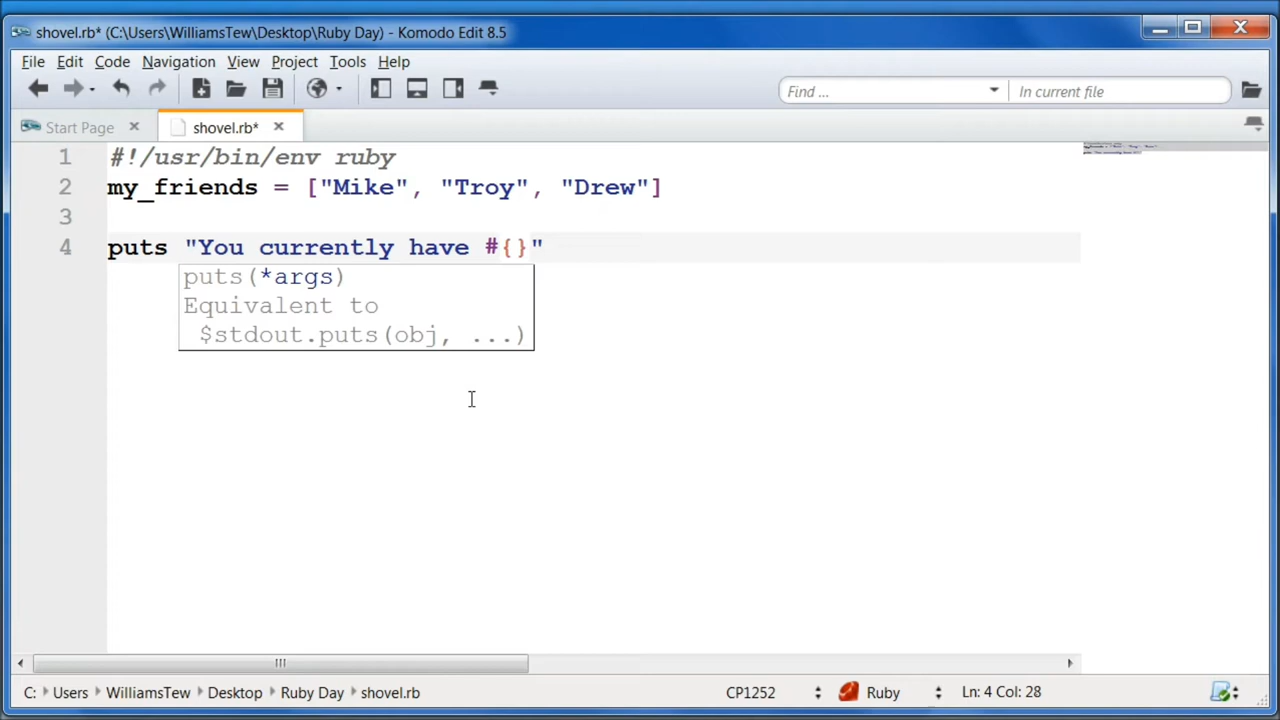 shovel.rb* (C:\Users\WilliamsTew\Desktop\Ruby Day) - Komodo Edit 8.5
File Edit Code Navigation View Project Tools Help
Find ... In current file
Start Page shovel.rb*
1 #!/usr/bin/env ruby
2 my_friends = ["Mike", "Troy", "Drew"]
3
4 puts "You currently have #{}"
puts(*args)
Equivalent to
$stdout.puts(obj, ...)
C: Users WilliamsTew Desktop Ruby Day shovel.rb CP1252 Ruby Ln: 4 Col: 28